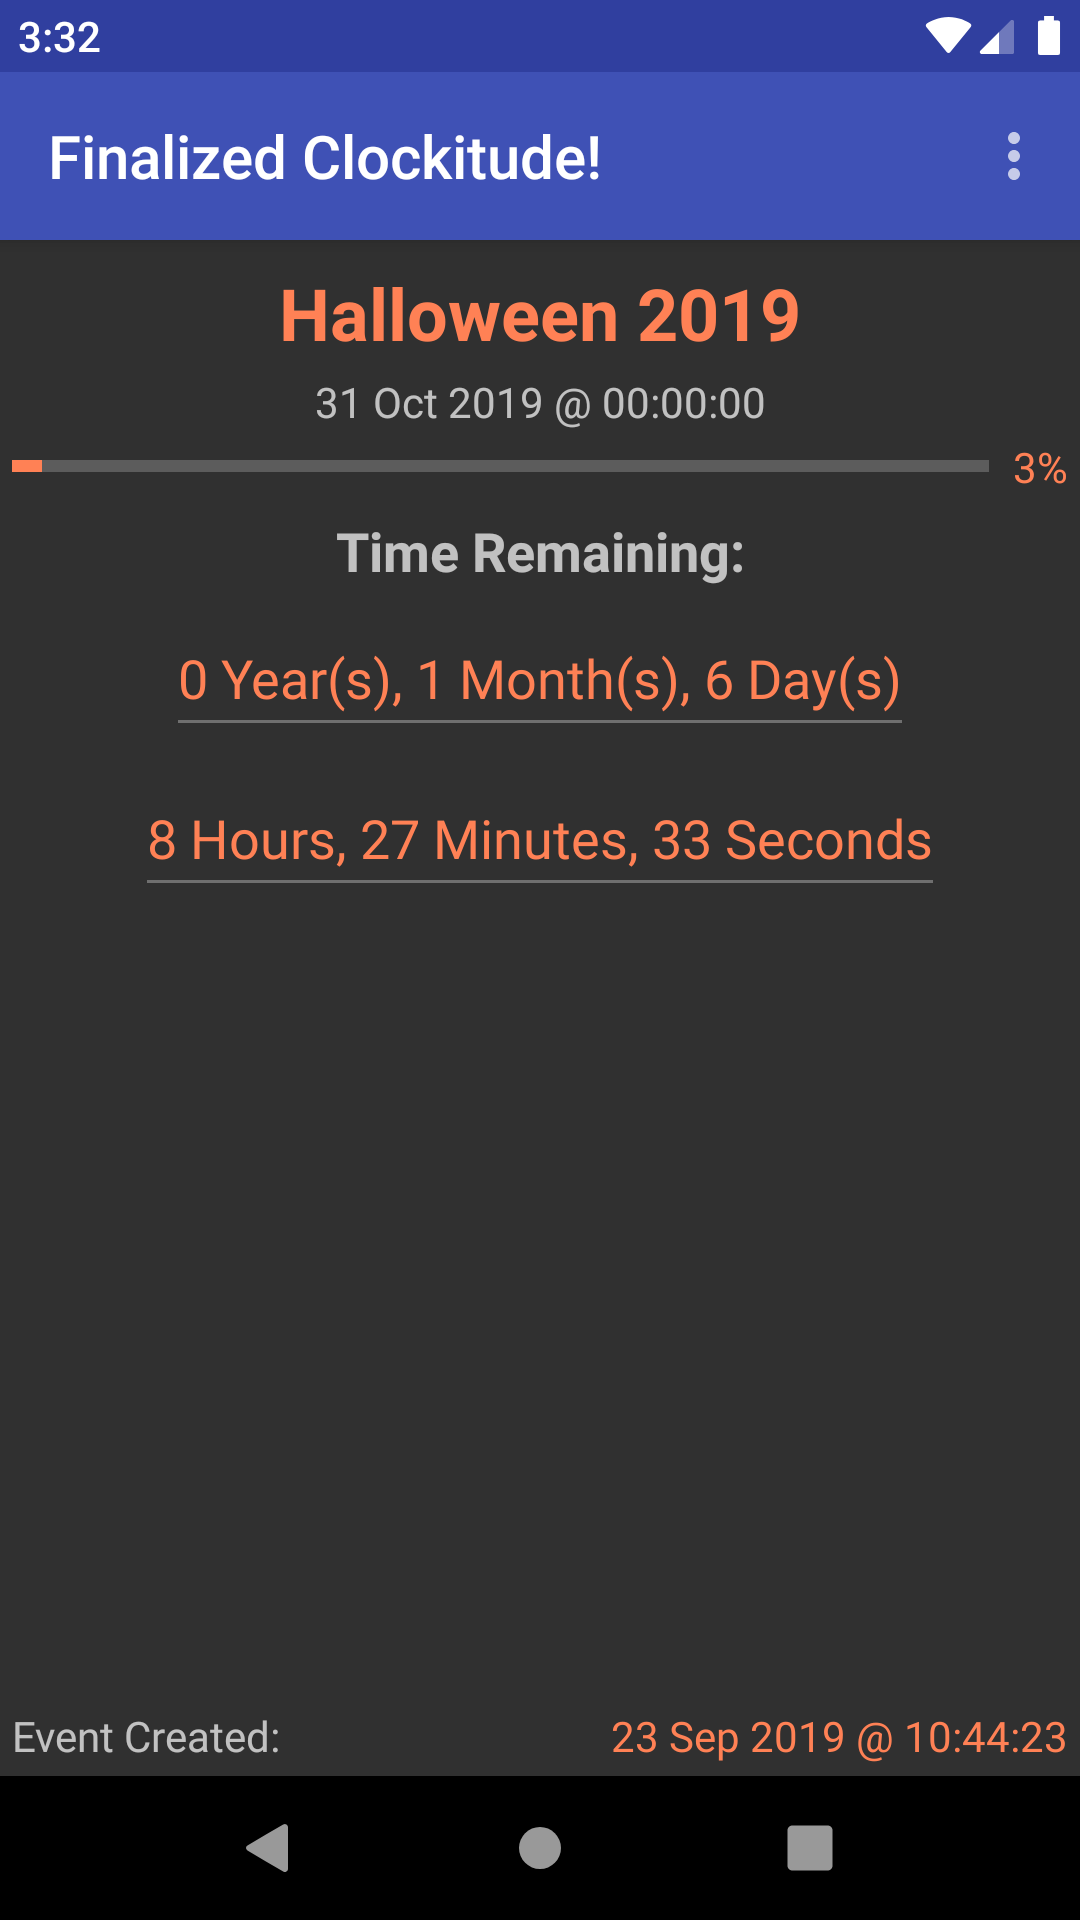 3:32
Finalized Clockitude!
Halloween 2019
31 Oct 2019 @ 00:00:00
3%
Time Remaining:
0 Year(s), 1 Month(s), 6 Day(s)
8 Hours, 27 Minutes, 33 Seconds
Event Created: 23 Sep 2019 @ 10:44:23